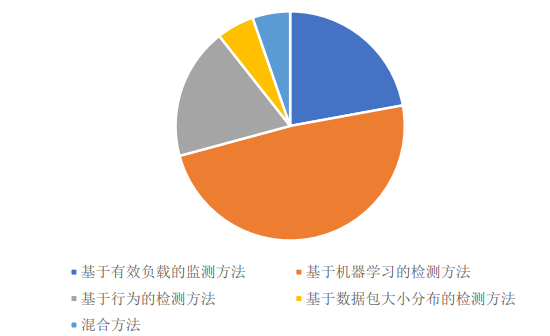 基于有效负载的监测方法 基于机器学习的检测方法
基于行为的检测方法 基于数据包大小分布的检测方法
混合方法